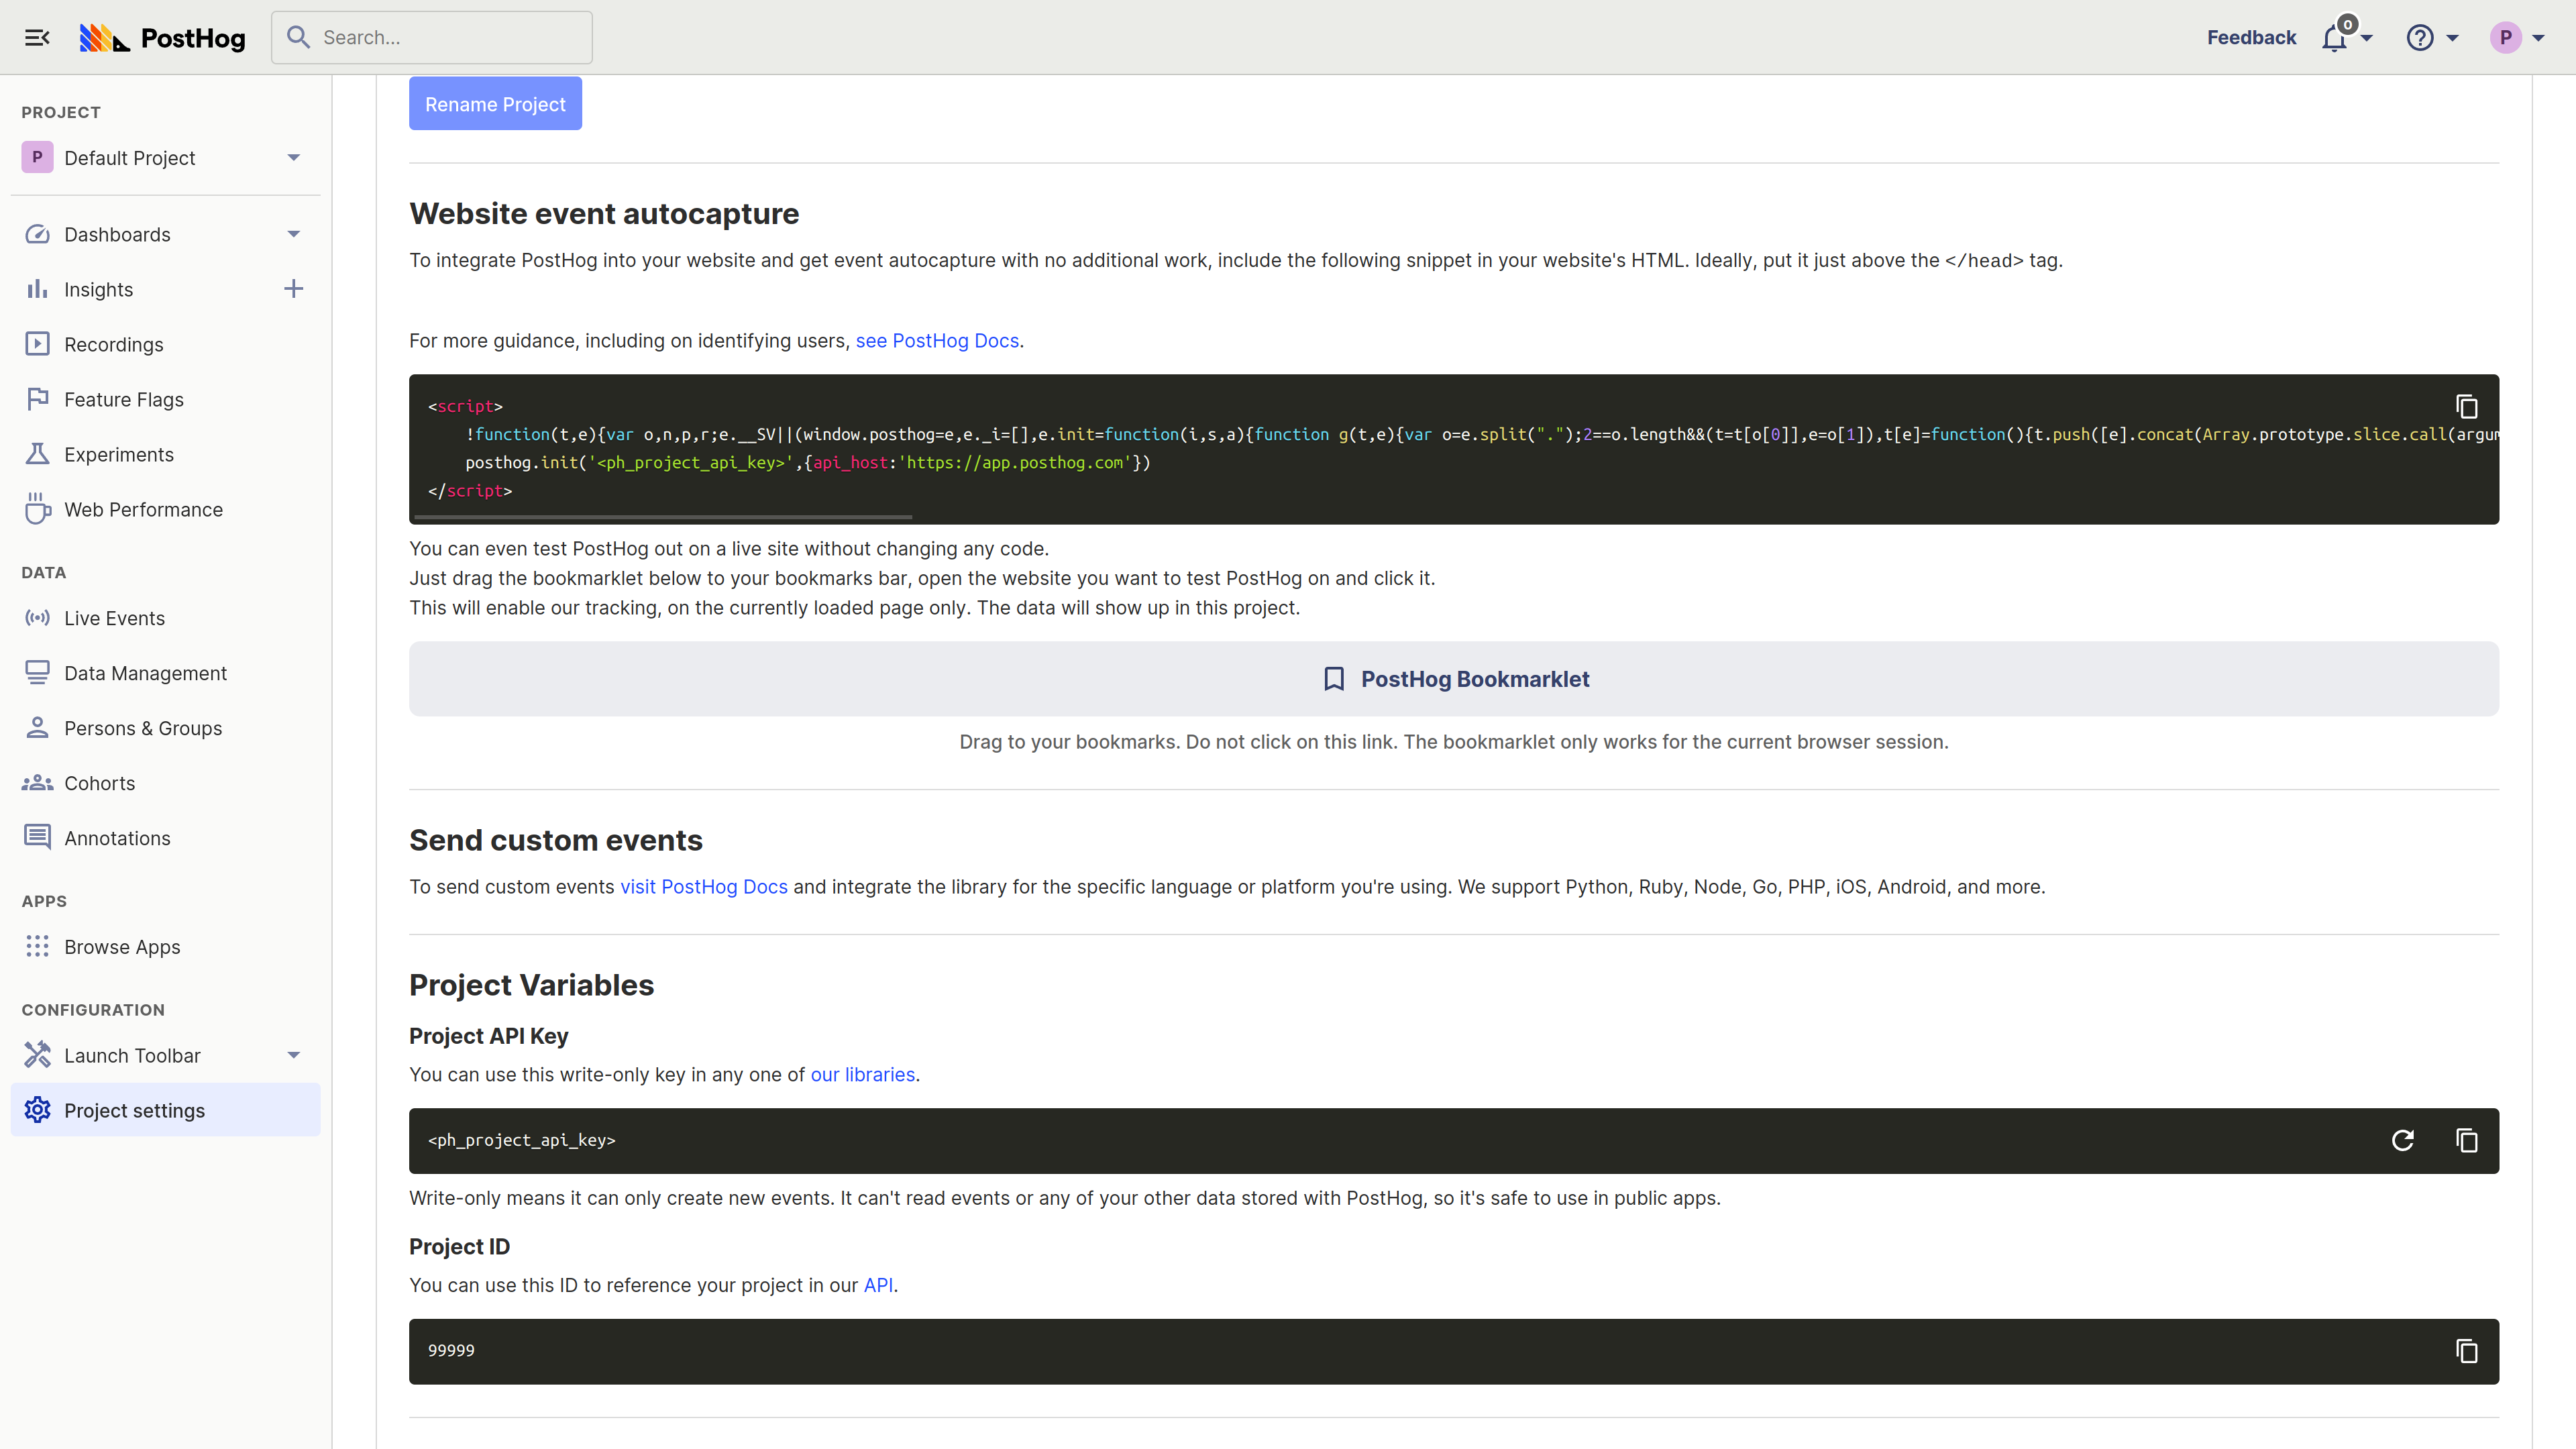 PostHog
Search...
Feedback
0
P
PROJECT
P Default Project
Dashboards
Insights
Recordings
Feature Flags
Experiments
Web Performance
DATA
Live Events
Data Management
Persons & Groups
Cohorts
Annotations
APPS
Browse Apps
CONFIGURATION
Launch Toolbar
Project settings
Rename Project
Website event autocapture
To integrate PostHog into your website and get event autocapture with no additional work, include the following snippet in your website's HTML. Ideally, put it just above the </head> tag.
For more guidance, including on identifying users, see PostHog Docs.
<script>
!function(t,e){var o,n,p,r;e.__SV||(window.posthog=e,e._i=[],e.init=function(i,s,a){function g(t,e){var o=e.split(".");2==o.length&&(t=t[o[0]],e=o[1]),t[e]=function(){t.push([e].concat(Array.prototype.slice.call(argum
posthog.init('<ph_project_api_key>',{api_host:'https://app.posthog.com'})
</script>
You can even test PostHog out on a live site without changing any code.
Just drag the bookmarklet below to your bookmarks bar, open the website you want to test PostHog on and click it.
This will enable our tracking, on the currently loaded page only. The data will show up in this project.
PostHog Bookmarklet
Drag to your bookmarks. Do not click on this link. The bookmarklet only works for the current browser session.
Send custom events
To send custom events visit PostHog Docs and integrate the library for the specific language or platform you're using. We support Python, Ruby, Node, Go, PHP, iOS, Android, and more.
Project Variables
Project API Key
You can use this write-only key in any one of our libraries.
<ph_project_api_key>
Write-only means it can only create new events. It can't read events or any of your other data stored with PostHog, so it's safe to use in public apps.
Project ID
You can use this ID to reference your project in our API.
99999